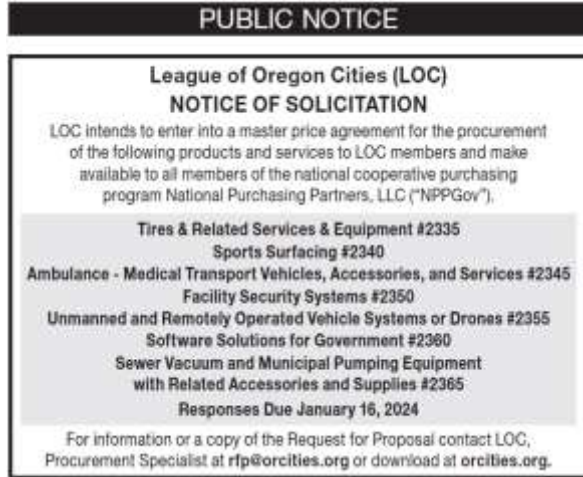 PUBLIC NOTICE
League of Oregon Cities (LOC)
NOTICE OF SOLICITATION
LOC intends to enter into a master price agreement for the procurement
of the following products and services to LOC members and make
available to all members of the national cooperative purchasing
program National Purchasing Partners, LLC ("NPPGov").
Tires & Related Services & Equipment #2335
Sports Surfacing #2340
Ambulance - Medical Transport Vehicles, Accessories, and Services #2345
Facility Security Systems #2350
Unmanned and Remotely Operated Vehicle Systems or Drones #2355
Software Solutions for Government #2360
Sewer Vacuum and Municipal Pumping Equipment
with Related Accessories and Supplies #2365
Responses Due January 16, 2024
For information or a copy of the Request for Proposal contact LOC,
Procurement Specialist at rfp@orcities.org or download at orcities.org.